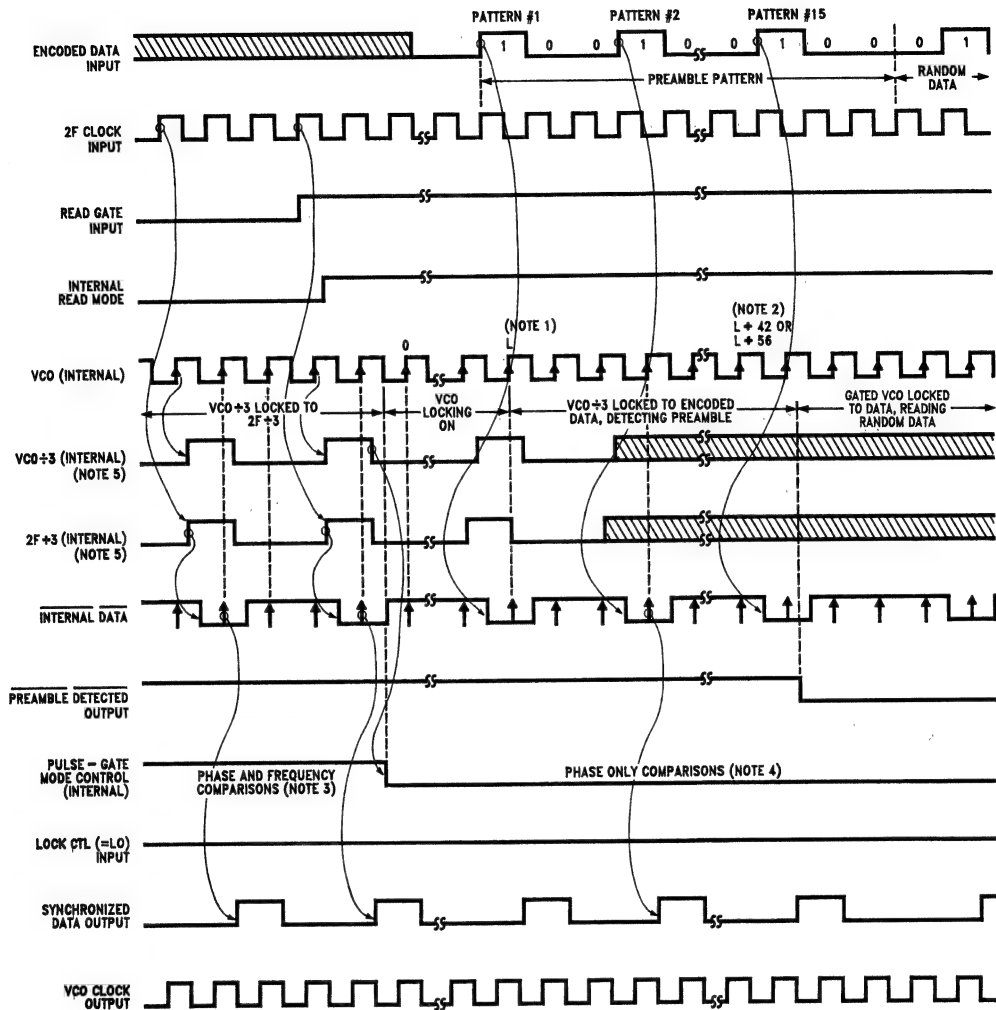 PATTERN #1 PATTERN #2 PATTERN #15
ENCODED DATA
INPUT
1 0 0 1 0 0 1 0 0 0 1
PREAMBLE PATTERN
RANDOM
DATA
2F CLOCK
INPUT
READ GATE
INPUT
INTERNAL
READ MODE
(NOTE 1)
L
0
(NOTE 2)
L + 42 OR
L + 56
VCO (INTERNAL)
VCO÷3 LOCKED TO
2F÷3
VCO
LOCKING
ON
VCO÷3 LOCKED TO ENCODED
DATA, DETECTING PREAMBLE
GATED VCO LOCKED
TO DATA, READING
RANDOM DATA
VCO÷3 (INTERNAL)
(NOTE 5)
2F÷3 (INTERNAL)
(NOTE 5)
INTERNAL DATA
PREAMBLE DETECTED
OUTPUT
PULSE – GATE
MODE CONTROL
(INTERNAL)
PHASE AND FREQUENCY
COMPARISONS (NOTE 3)
PHASE ONLY COMPARISONS (NOTE 4)
LOCK CTL (=LO)
INPUT
SYNCHRONIZED
DATA OUTPUT
VCO CLOCK
OUTPUT